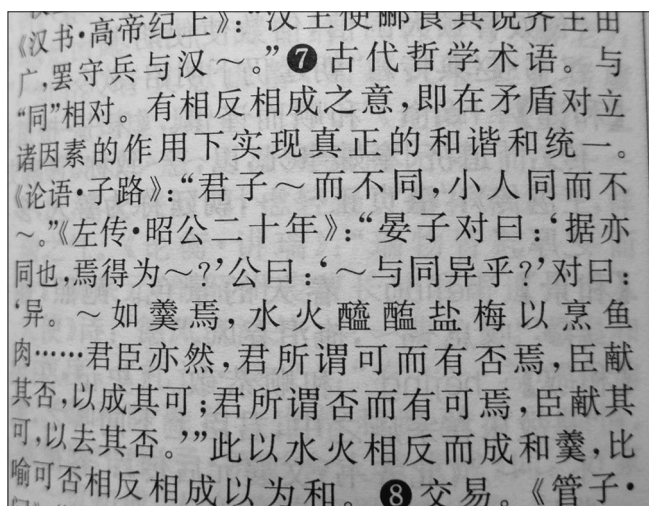 《汉书·高帝纪上》：“汉王使郦食其说齐王田
广，罢守兵与汉～。”❼古代哲学术语。与
“同”相对。有相反相成之意，即在矛盾对立
诸因素的作用下实现真正的和谐和统一。
《论语·子路》：“君子～而不同，小人同而不
～。”《左传·昭公二十年》：“晏子对曰：‘据亦
同也，焉得为～？’公曰：‘～与同异乎？’对曰：
‘异。～如羹焉，水火醯醢盐梅以烹鱼
肉……君臣亦然，君所谓可而有否焉，臣献
其否，以成其可；君所谓否而有可焉，臣献其
可，以去其否。’”此以水火相反而成和羹，比
喻可否相反相成以为和。❽交易。《管子·